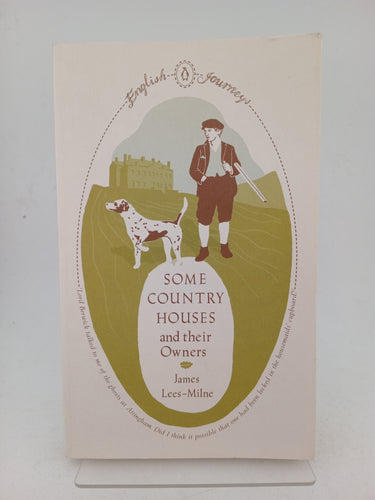 English Journeys
SOME
COUNTRY
HOUSES
and their
Owners
James
Lees-Milne
'Lord Berwick talked to me of the ghosts at Attingham. Did I think it possible that one had been locked in the housemaids' cupboard?'